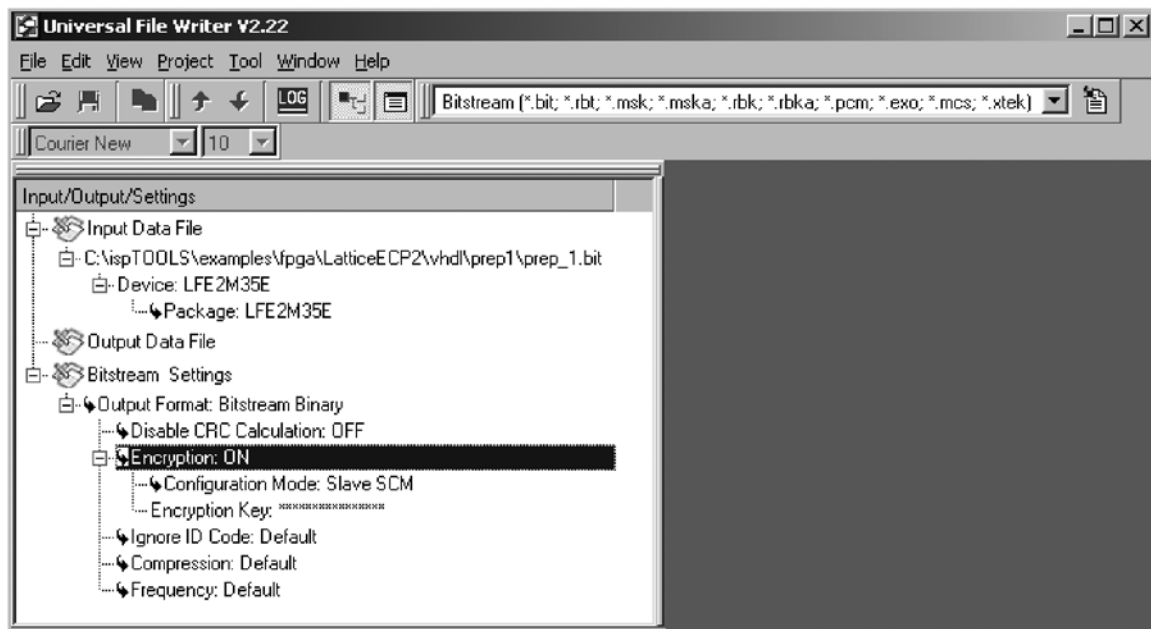 Universal File Writer V2.22
File Edit View Project Tool Window Help
LOG Bitstream (*.bit; *.rbt; *.msk; *.mska; *.rbk; *.rbka; *.pcm; *.exo; *.mcs; *.xtek)
Courier New 10
Input/Output/Settings
Input Data File
C:\ispTOOLS\examples\fpga\LatticeECP2\vhdl\prep1\prep_1.bit
Device: LFE2M35E
Package: LFE2M35E
Output Data File
Bitstream Settings
Output Format: Bitstream Binary
Disable CRC Calculation: OFF
Encryption: ON
Configuration Mode: Slave SCM
Encryption Key: ****************
Ignore ID Code: Default
Compression: Default
Frequency: Default